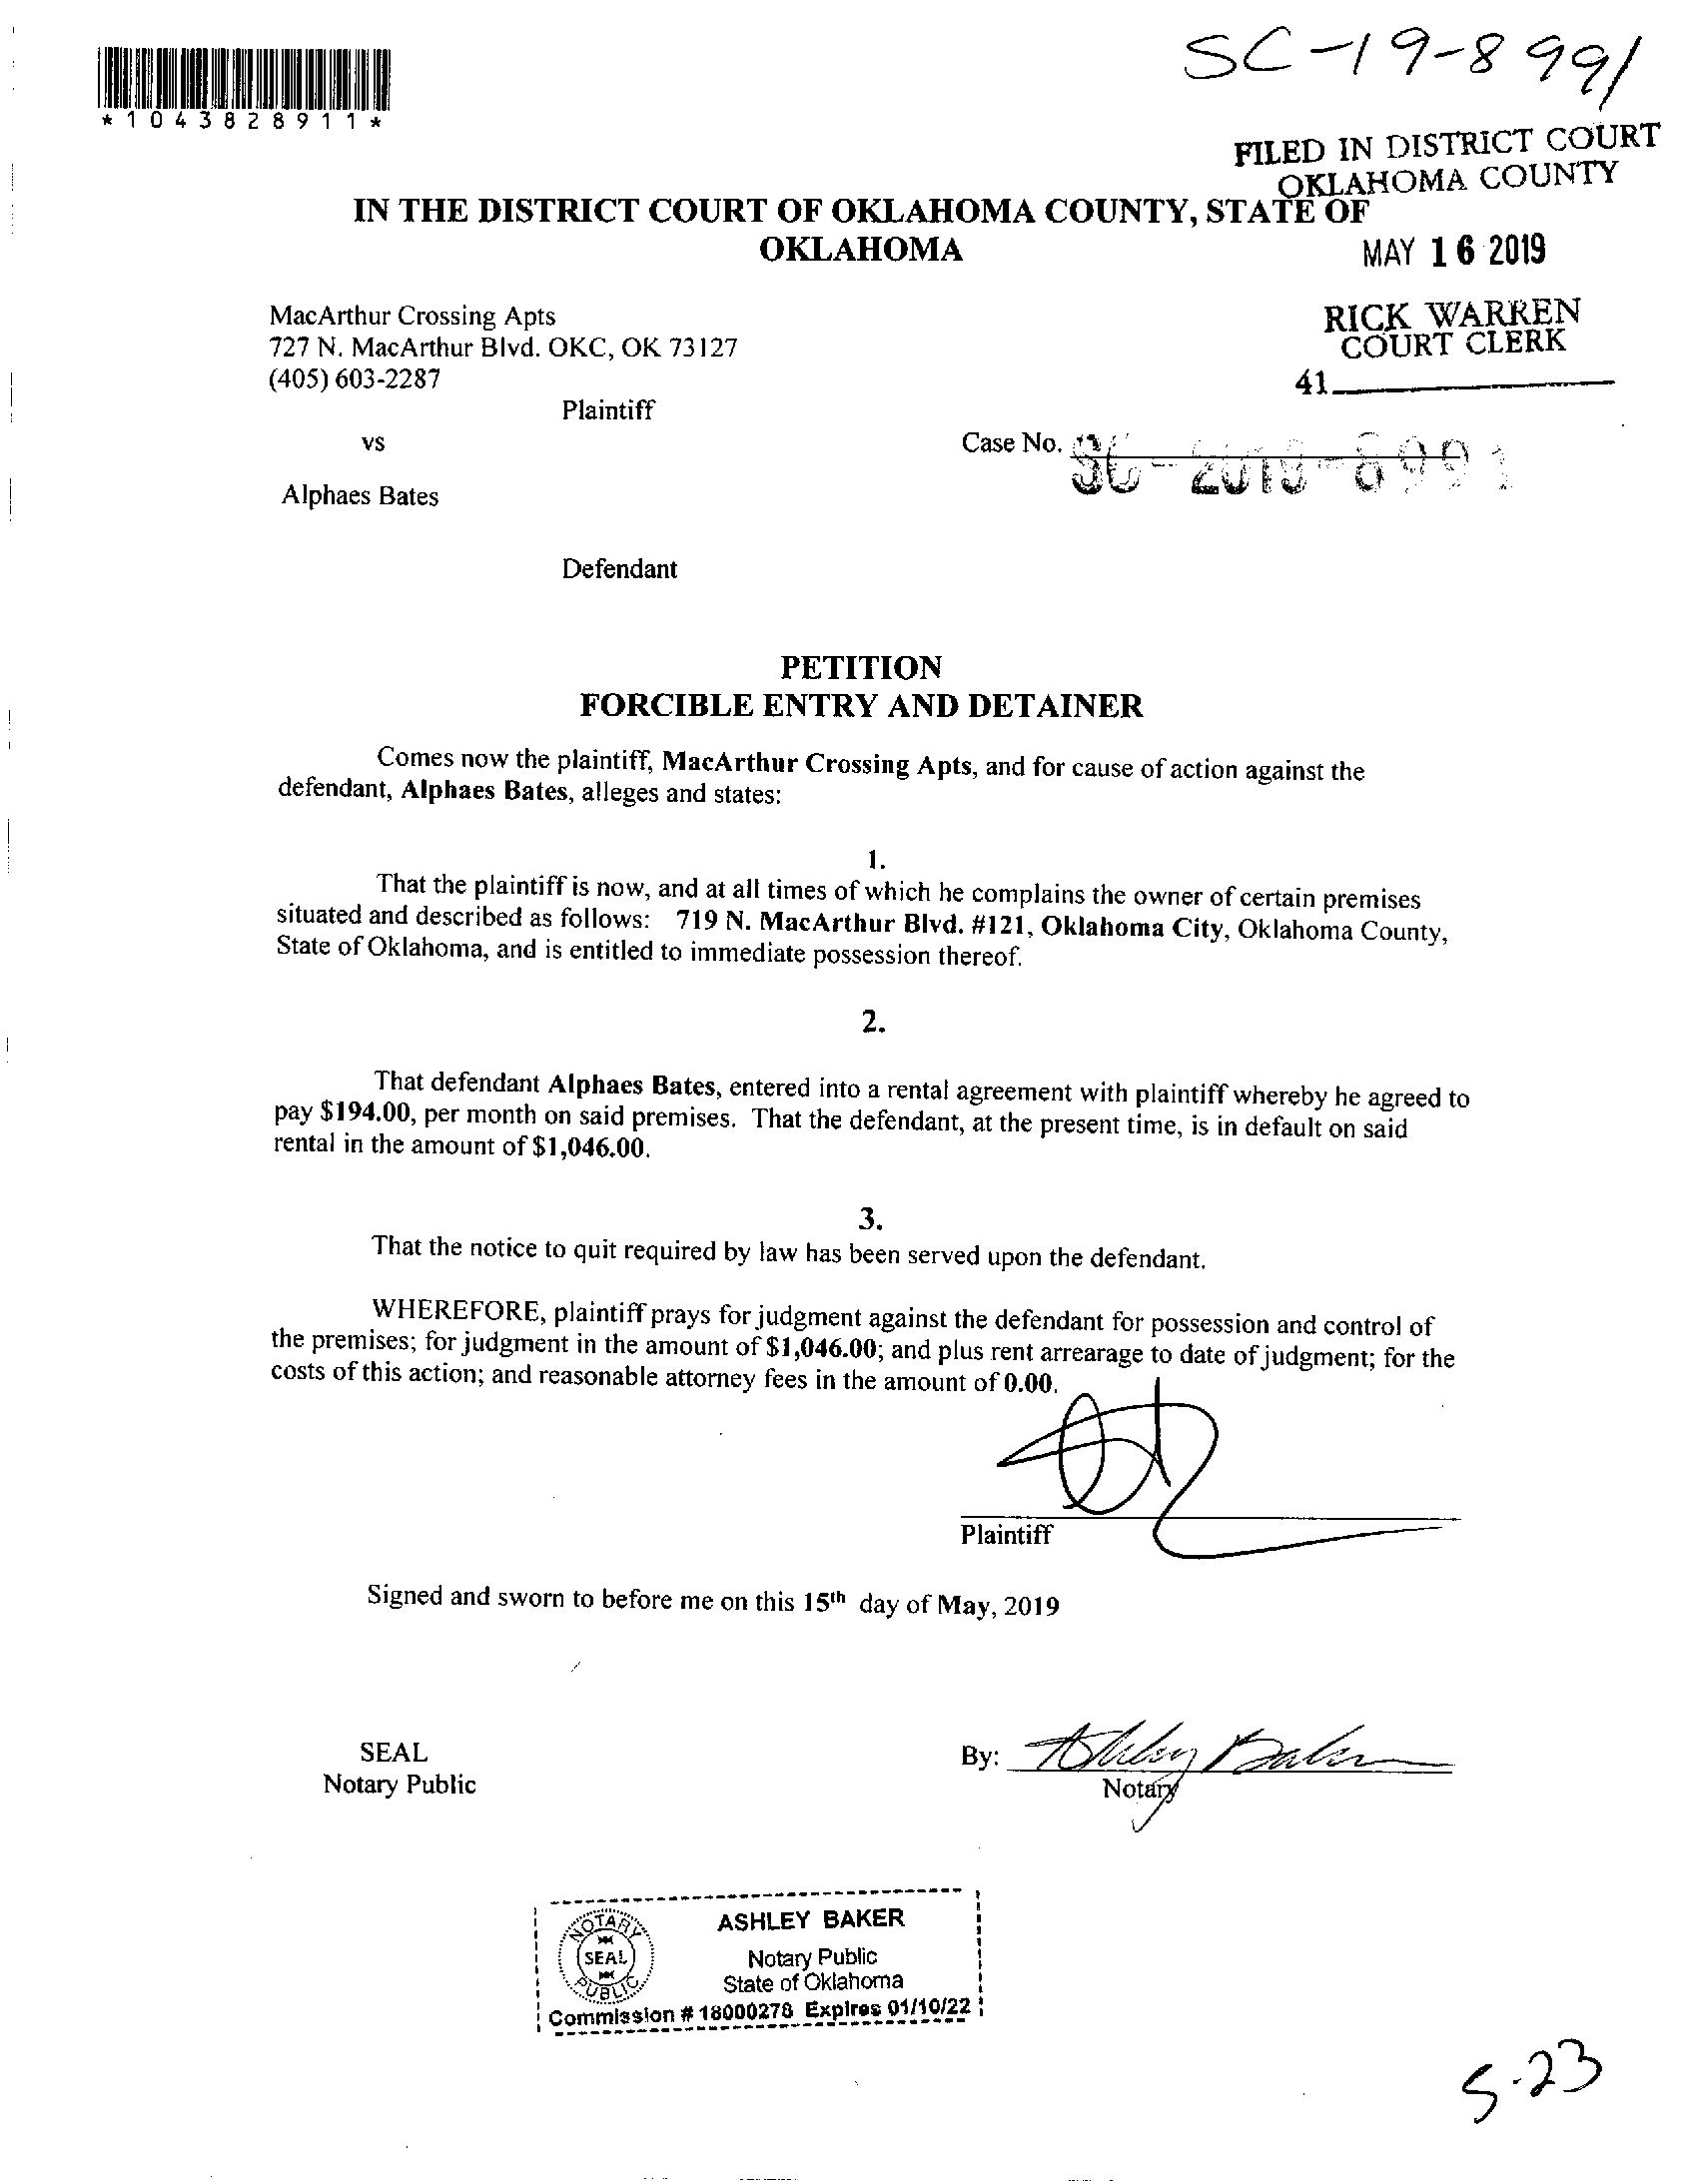 SC-19-8991
*1043828911*
FILED IN DISTRICT COURT
OKLAHOMA COUNTY
IN THE DISTRICT COURT OF OKLAHOMA COUNTY, STATE OF
OKLAHOMA
MAY 16 2019
MacArthur Crossing Apts
727 N. MacArthur Blvd. OKC, OK 73127
(405) 603-2287
RICK WARREN
COURT CLERK
41
Plaintiff
vs
Case No. SC-2019-8991
Alphaes Bates
Defendant
PETITION
FORCIBLE ENTRY AND DETAINER
Comes now the plaintiff, MacArthur Crossing Apts, and for cause of action against the
defendant, Alphaes Bates, alleges and states:
1.
That the plaintiff is now, and at all times of which he complains the owner of certain premises
situated and described as follows: 719 N. MacArthur Blvd. #121, Oklahoma City, Oklahoma County,
State of Oklahoma, and is entitled to immediate possession thereof.
2.
That defendant Alphaes Bates, entered into a rental agreement with plaintiff whereby he agreed to
pay $194.00, per month on said premises. That the defendant, at the present time, is in default on said
rental in the amount of $1,046.00.
3.
That the notice to quit required by law has been served upon the defendant.
WHEREFORE, plaintiff prays for judgment against the defendant for possession and control of
the premises; for judgment in the amount of $1,046.00; and plus rent arrearage to date of judgment; for the
costs of this action; and reasonable attorney fees in the amount of 0.00.
Plaintiff
Signed and sworn to before me on this 15th day of May, 2019
SEAL
Notary Public
By: Ashley Baker
Notary
NOTARY
SEAL
PUBLIC
ASHLEY BAKER
Notary Public
State of Oklahoma
Commission # 18000278 Expires 01/10/22
5-23